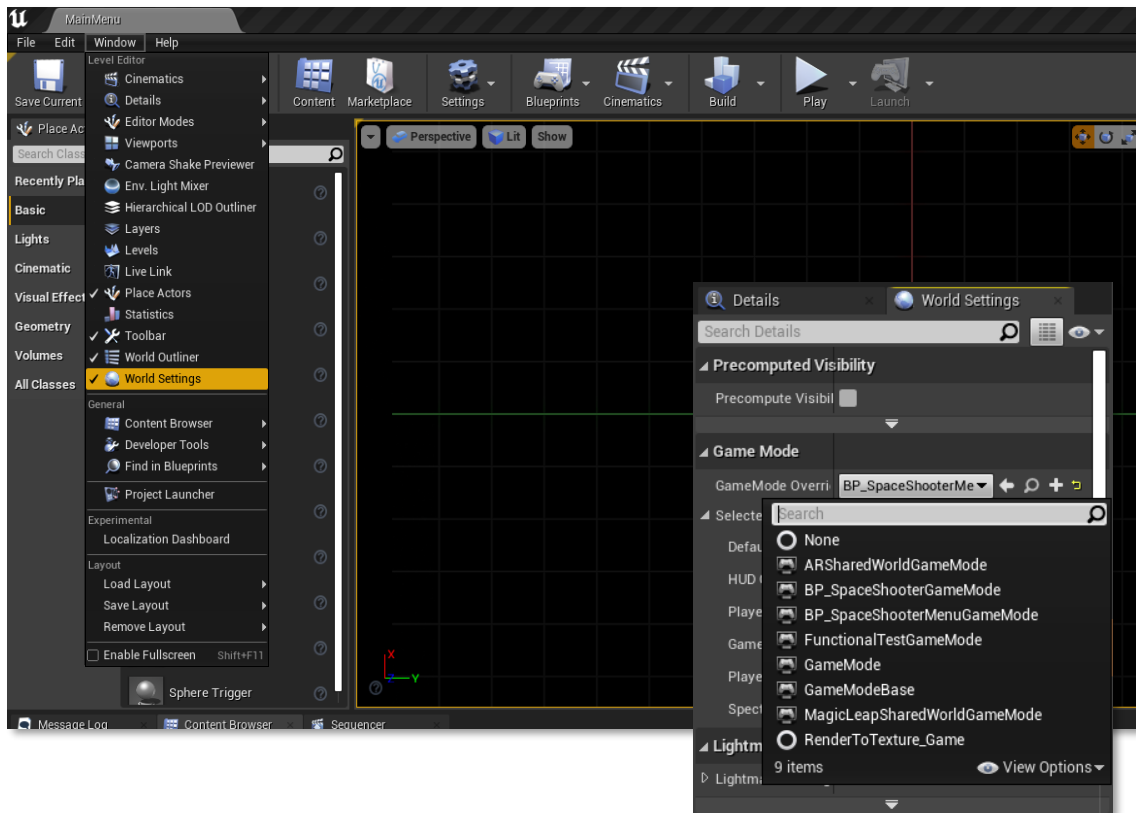 MainMenu
File Edit Window Help
Save Current
Content
Marketplace
Settings
Blueprints
Cinematics
Build
Play
Launch
Level Editor
Cinematics
Details
Editor Modes
Viewports
Camera Shake Previewer
Env. Light Mixer
Hierarchical LOD Outliner
Layers
Levels
Live Link
Place Actors
Statistics
Toolbar
World Outliner
World Settings
General
Content Browser
Developer Tools
Find in Blueprints
Project Launcher
Experimental
Localization Dashboard
Layout
Load Layout
Save Layout
Remove Layout
Enable Fullscreen Shift+F11
Place Ac
Search Class
Recently Pla
Basic
Lights
Cinematic
Visual Effect
Geometry
Volumes
All Classes
Sphere Trigger
Perspective Lit Show
X
Y
Message Log Content Browser Sequencer
Details World Settings
Search Details
Precomputed Visibility
Precompute Visibil
Game Mode
GameMode Overri BP_SpaceShooterMe
Selecte
Defau
HUD
Playe
Game
Playe
Spect
Search
None
ARSharedWorldGameMode
BP_SpaceShooterGameMode
BP_SpaceShooterMenuGameMode
FunctionalTestGameMode
GameMode
GameModeBase
MagicLeapSharedWorldGameMode
RenderToTexture_Game
9 items View Options
Lightm
Lightma